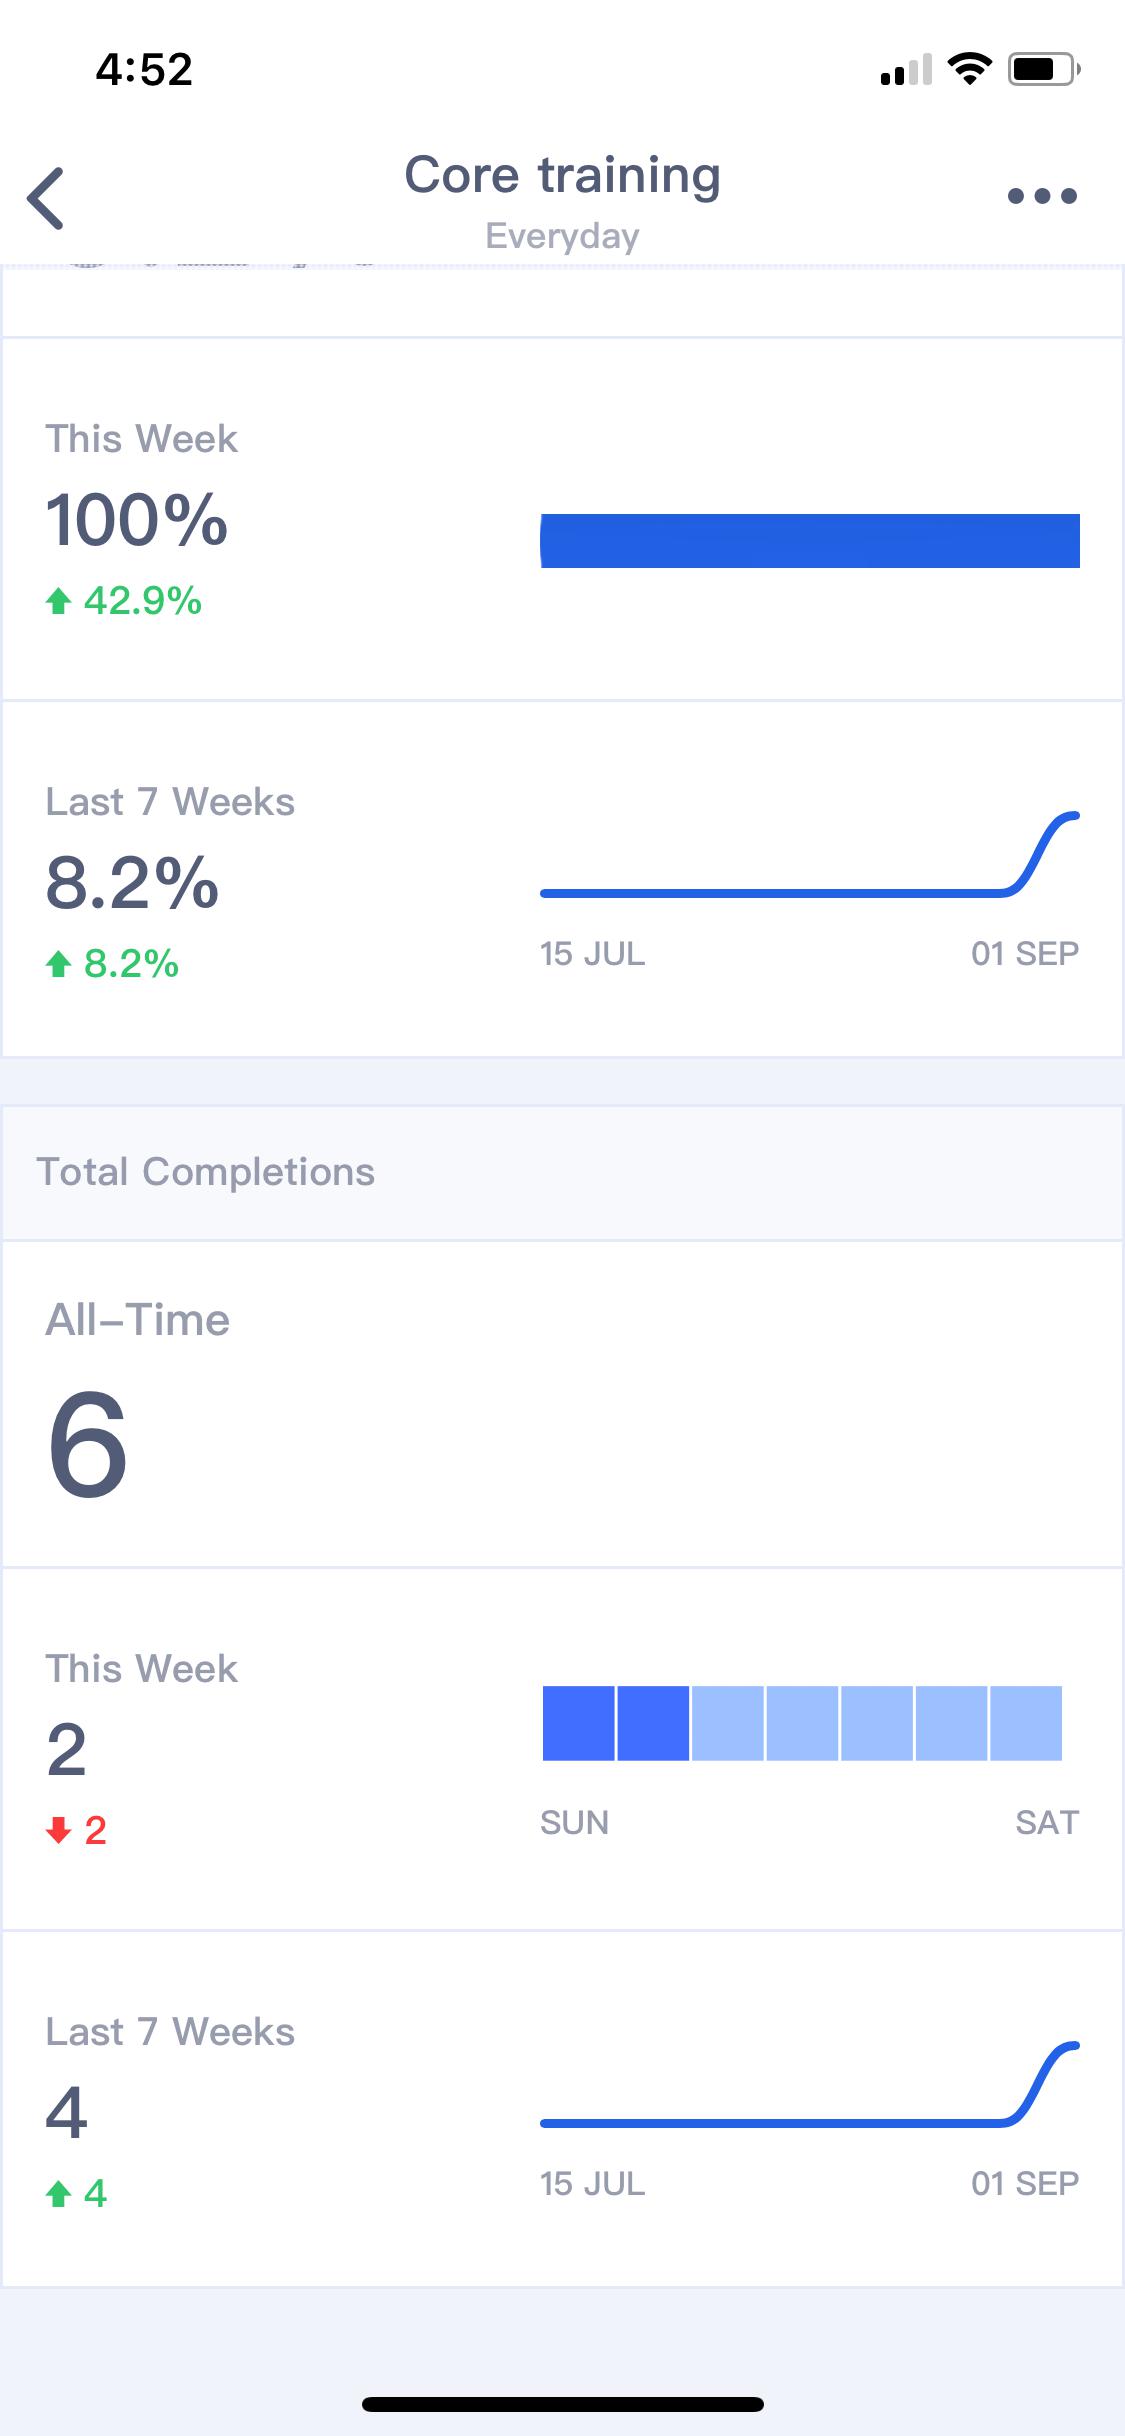 4:52
Core training
Everyday
This Week
100%
42.9%
Last 7 Weeks
8.2%
8.2%
15 JUL 01 SEP
Total Completions
All-Time
6
This Week
2
2
SUN SAT
Last 7 Weeks
4
4
15 JUL 01 SEP